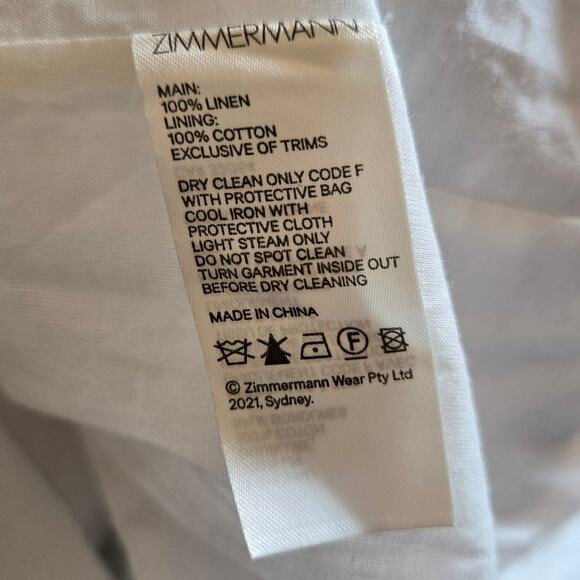 ZIMMERMANN
MAIN:
100% LINEN
LINING:
100% COTTON
EXCLUSIVE OF TRIMS
DRY CLEAN ONLY CODE F
WITH PROTECTIVE BAG
COOL IRON WITH
PROTECTIVE CLOTH
LIGHT STEAM ONLY
DO NOT SPOT CLEAN
TURN GARMENT INSIDE OUT
BEFORE DRY CLEANING
MADE IN CHINA
F
© Zimmermann Wear Pty Ltd
2021, Sydney.